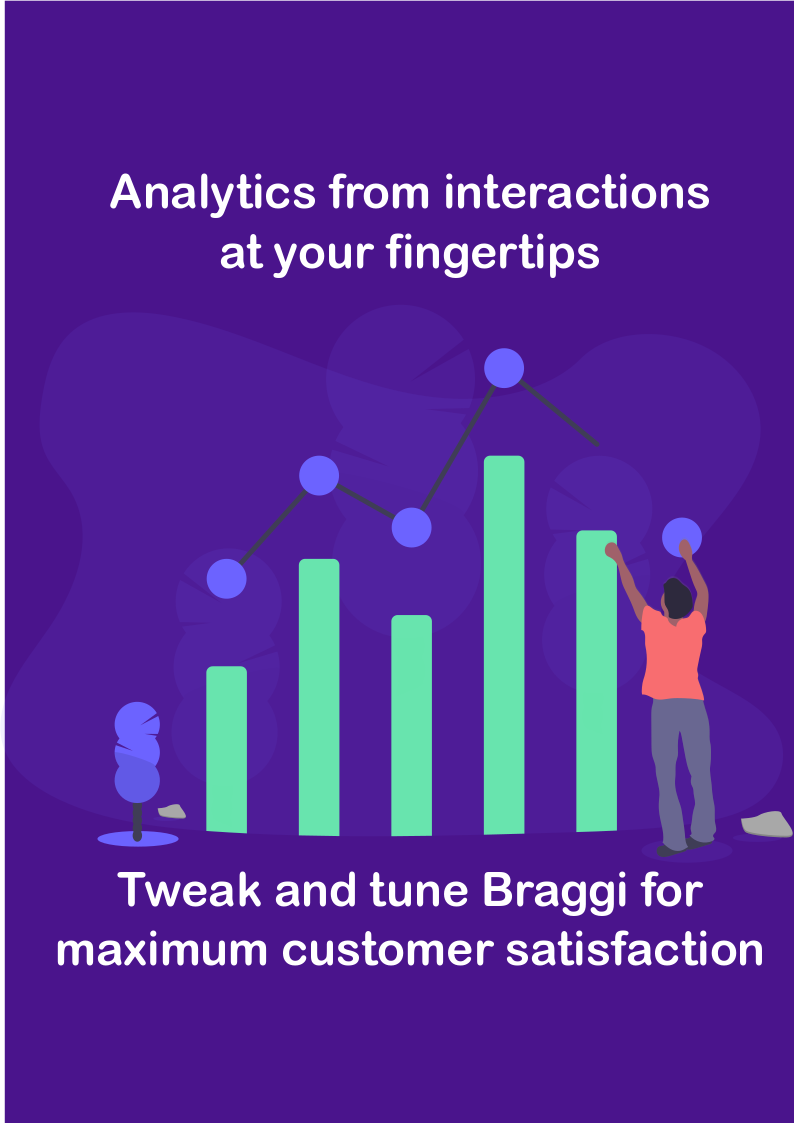 Analytics from interactions
at your fingertips
Tweak and tune Braggi for
maximum customer satisfaction